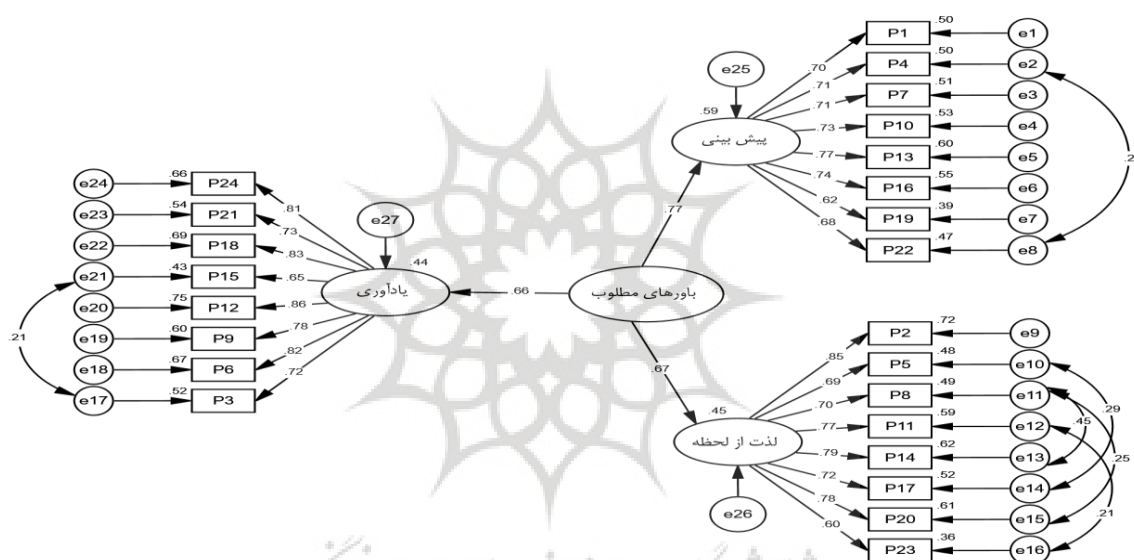 P1 .50 e1
P4 .50 e2
P7 .51 e3
P10 .53 e4
P13 .60 e5
P16 .55 e6
P19 .39 e7
P22 .47 e8
.2
e25
.59
پیش بینی
.70
.71
.71
.73
.77
.74
.62
.68
.77
e24 .66 P24
e23 .54 P21
e22 .69 P18
e21 .43 P15
e20 .75 P12
e19 .60 P9
e18 .67 P6
e17 .52 P3
.21
.81
.73
.83
.65
.86
.78
.82
.72
e27
.44
یادآوری
.66
باورهای مطلوب
.67
.45
لذت از لحظه
e26
.85
.69
.70
.77
.79
.72
.78
.60
P2 .72 e9
P5 .48 e10
P8 .49 e11
P11 .59 e12
P14 .62 e13
P17 .52 e14
P20 .61 e15
P23 .36 e16
.29
.45
.25
.21